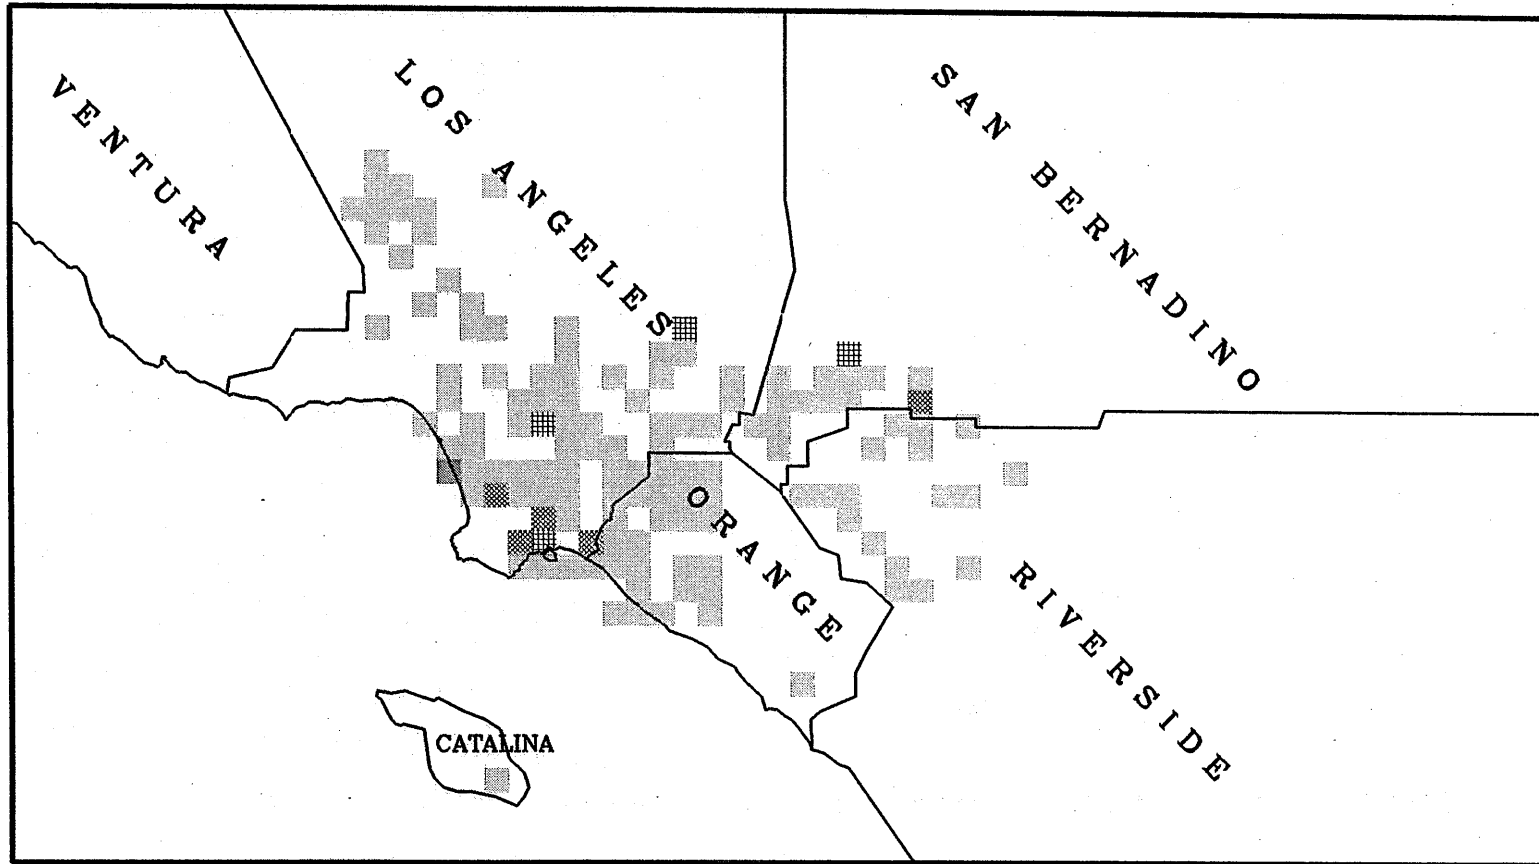 VENTURA
LOS ANGELES
SAN BERNADINO
ORANGE
RIVERSIDE
CATALINA